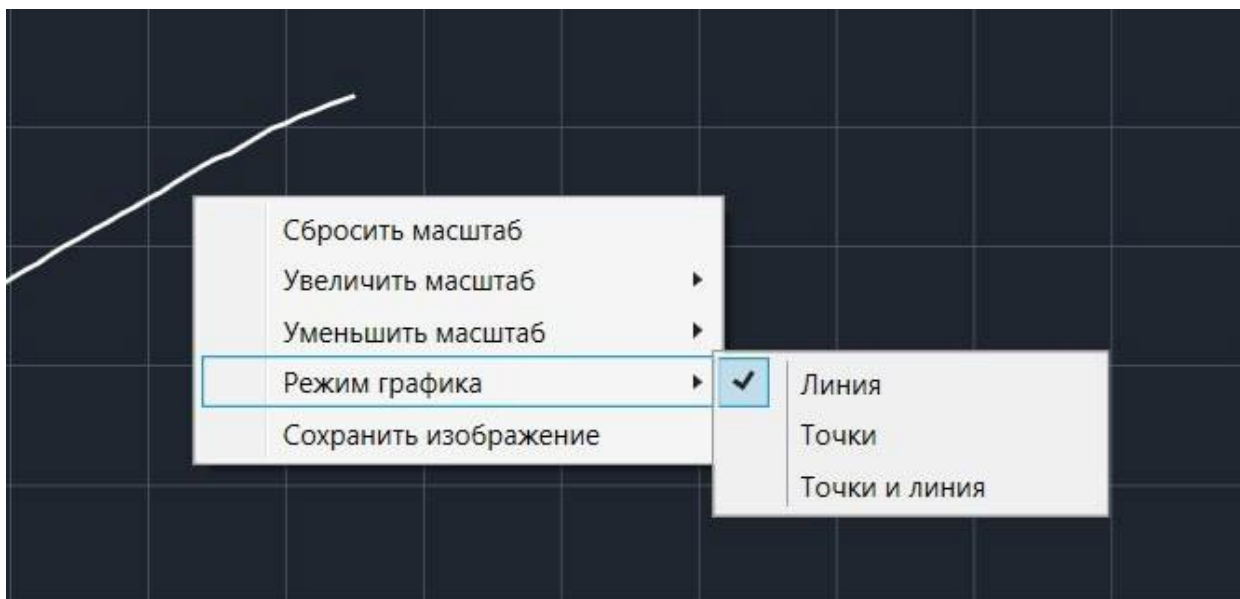 Сбросить масштаб
Увеличить масштаб
Уменьшить масштаб
Режим графика
Сохранить изображение
Линия
Точки
Точки и линия